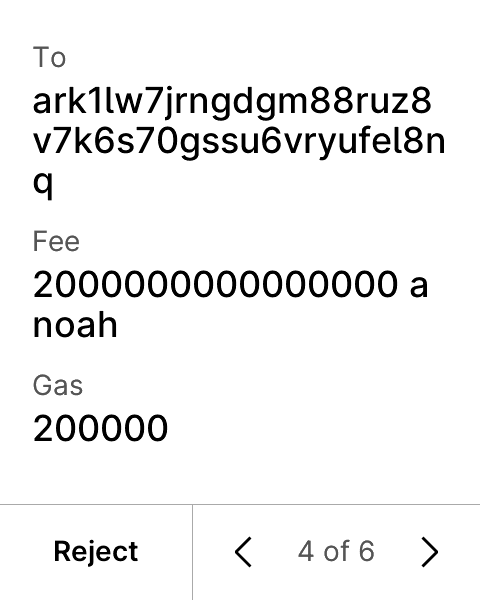 To
ark1lw7jrngdgm88ruz8
v7k6s70gssu6vryufel8n
q
Fee
2000000000000000 a
noah
Gas
200000
Reject
4 of 6